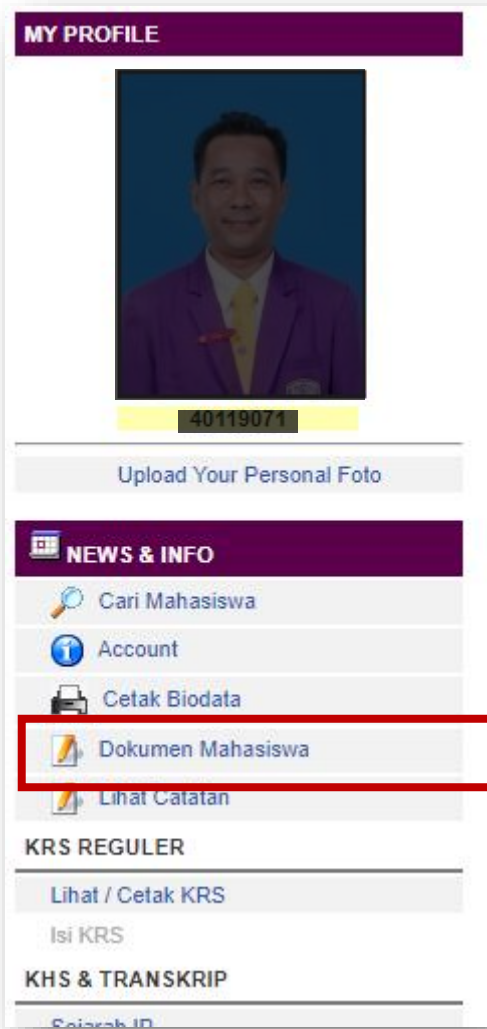 MY PROFILE
40119071
Upload Your Personal Foto
NEWS & INFO
Cari Mahasiswa
Account
Cetak Biodata
Dokumen Mahasiswa
Lihat Catatan
KRS REGULER
Lihat / Cetak KRS
Isi KRS
KHS & TRANSKRIP
Sejarah IP